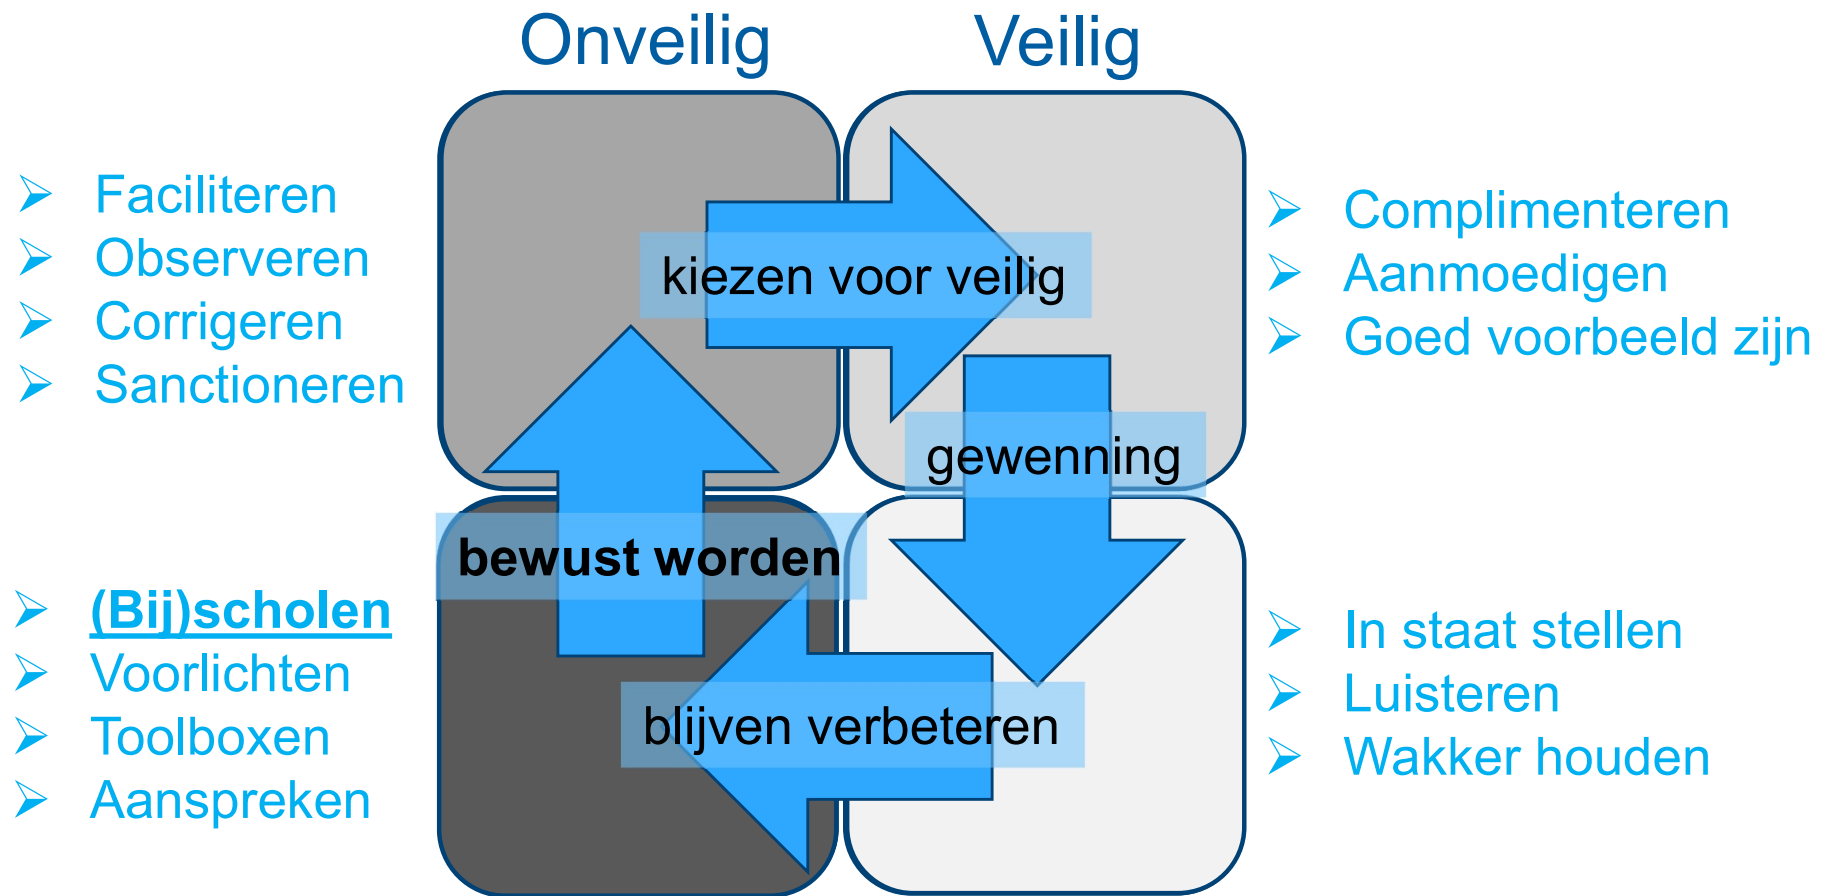 Onveilig
Veilig
Faciliteren
Observeren
Corrigeren
Sanctioneren
kiezen voor veilig
Complimenteren
Aanmoedigen
Goed voorbeeld zijn
gewenning
bewust worden
(Bij)scholen
Voorlichten
Toolboxen
Aanspreken
blijven verbeteren
In staat stellen
Luisteren
Wakker houden